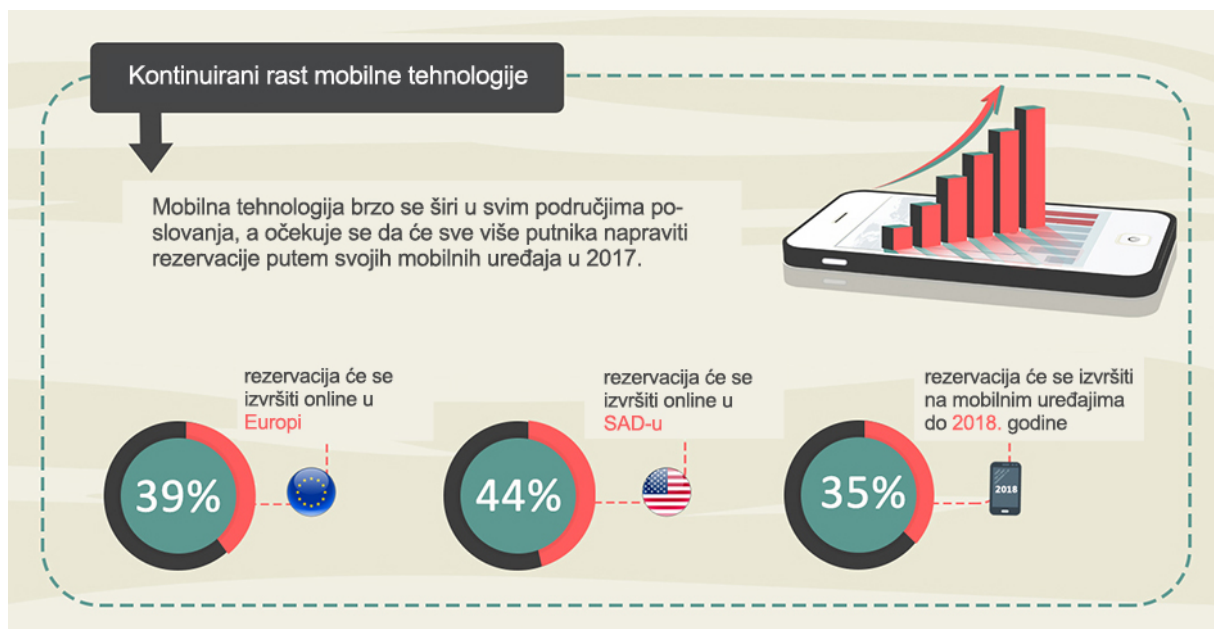 Kontinuirani rast mobilne tehnologije
Mobilna tehnologija brzo se širi u svim područjima po-
slovanja, a očekuje se da će sve više putnika napraviti
rezervacije putem svojih mobilnih uređaja u 2017.
39%
rezervacija će se
izvršiti online u
Europi
44%
rezervacija će se
izvršiti online u
SAD-u
35%
rezervacija će se izvršiti
na mobilnim uređajima
do 2018. godine
2018